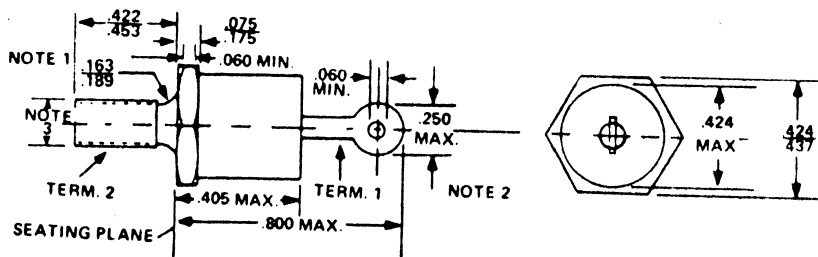 .422
.453
.075
.175
.060 MIN.
NOTE 1
.163
.189
.060
MIN.
NOTE
3
.250
MAX.
.424
MAX
.424
.437
TERM. 2
.405 MAX.
TERM. 1
NOTE 2
.800 MAX.
SEATING PLANE